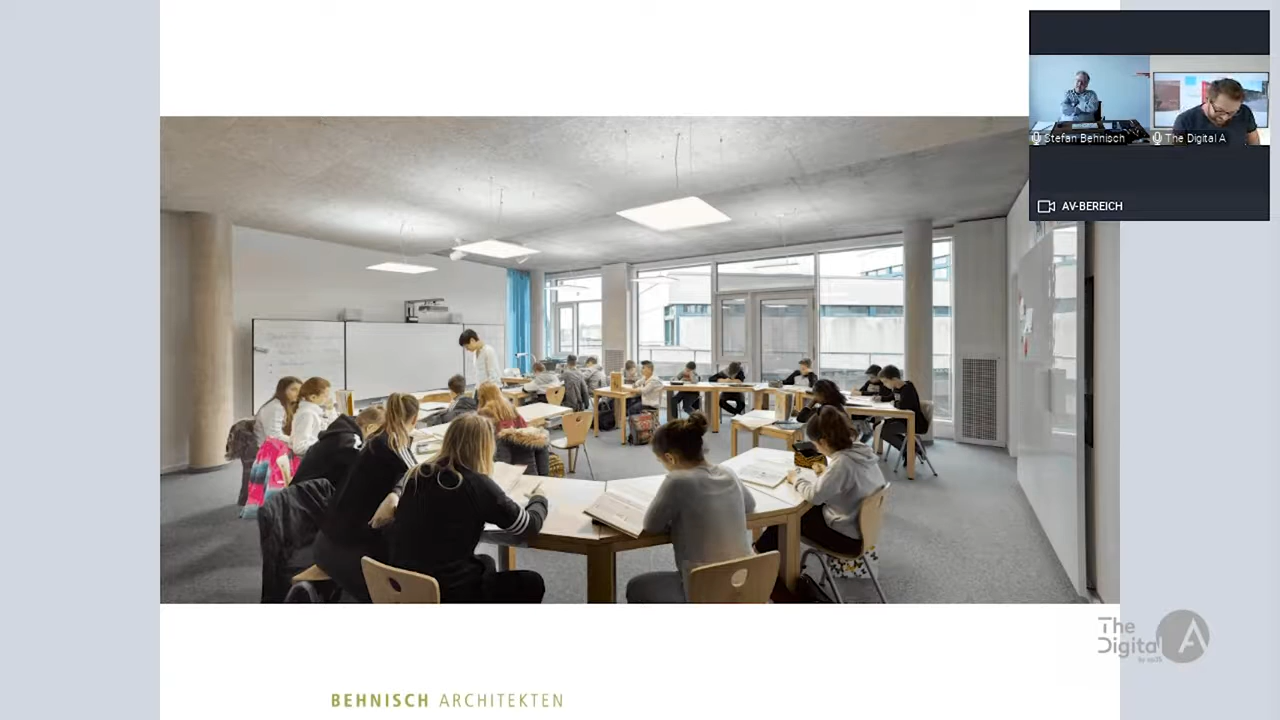 Stefan Behnisch
The Digital A
AV-BEREICH
The
Digital
A
BEHNISCH ARCHITEKTEN